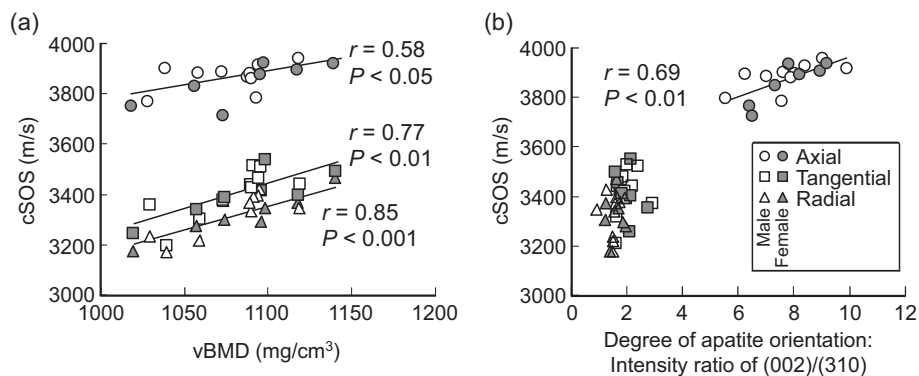 (a)
4000
3800
3600
3400
3200
3000
cSOS (m/s)
r = 0.58
P < 0.05
r = 0.77
P < 0.01
r = 0.85
P < 0.001
1000 1050 1100 1150 1200
vBMD (mg/cm³)
(b)
4000
3800
3600
3400
3200
3000
cSOS (m/s)
r = 0.69
P < 0.01
Axial
Tangential
Radial
Male
Female
0 2 4 6 8 10 12
Degree of apatite orientation:
Intensity ratio of (002)/(310)